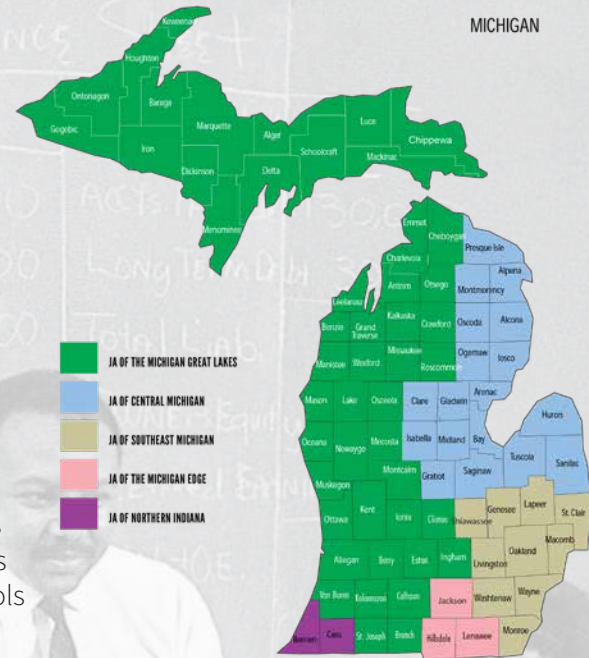 MICHIGAN
Keweenaw
Houghton
Ontonagon
Baraga
Gogebic
Marquette
Iron
Alger
Luce
Chippewa
Schoolcraft
Mackinac
Dickinson
Delta
Menominee
Emmet
Cheboygan
Presque Isle
Charlevoix
Alpena
Antrim
Otsego
Montmorency
Leelanau
Benzie
Grand
Traverse
Kalkaska
Crawford
Oscoda
Alcona
Manistee
Wexford
Missaukee
Roscommon
Ogemaw
Iosco
JA OF THE MICHIGAN GREAT LAKES
JA OF CENTRAL MICHIGAN
JA OF SOUTHEAST MICHIGAN
JA OF THE MICHIGAN EDGE
JA OF NORTHERN INDIANA
Mason
Lake
Osceola
Clare
Gladwin
Arenac
Huron
Oceana
Newaygo
Mecosta
Isabella
Midland
Bay
Tuscola
Sanilac
Montcairn
Gratiot
Saginaw
Muskegon
Ottawa
Kent
Ionia
Clinton
Shiawassee
Genesee
Lapeer
St. Clair
Macomb
Oakland
Livingston
Allegan
Barry
Eaton
Ingham
Van Buren
Kalamazoo
Calhoun
Jackson
Washtenaw
Wayne
Berrien
Cass
St. Joseph
Branch
Hillsdale
Lenawee
Monroe
Long Term